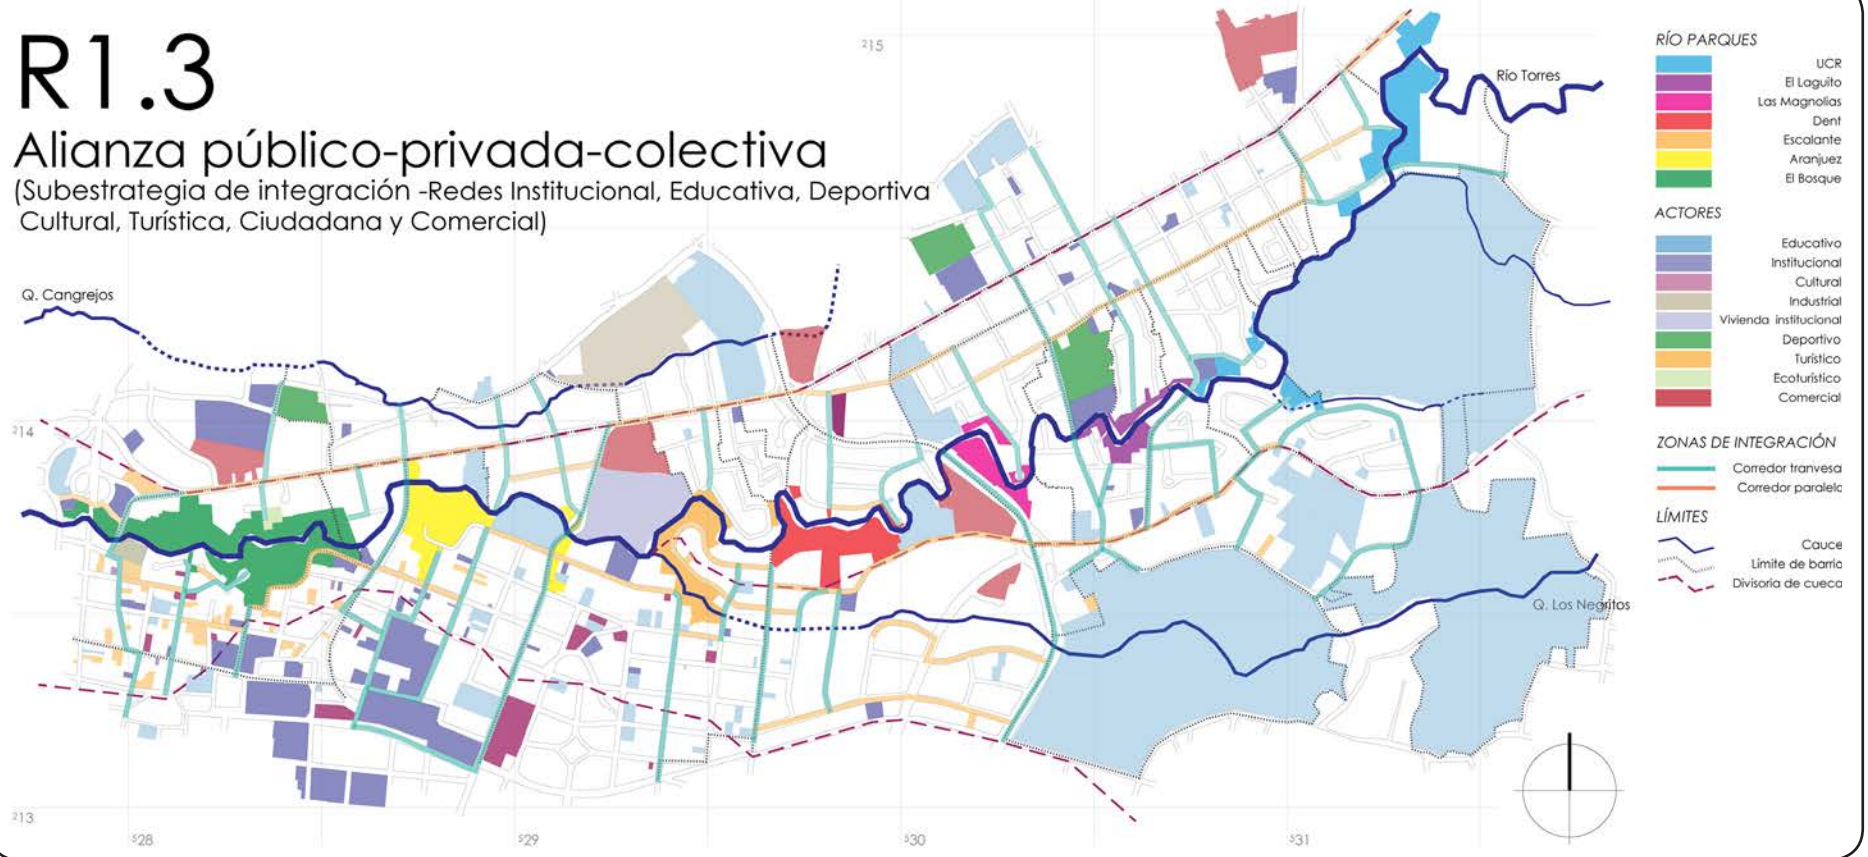 R1.3
Alianza público-privada-colectiva
(Subestrategia de integración -Redes Institucional, Educativa, Deportiva
Cultural, Turística, Ciudadana y Comercial)
Q. Cangrejos
Río Torres
Q. Los Negritos
215
214
213
528
529
530
531
RÍO PARQUES
UCR
El Laguito
Las Magnolias
Dent
Escalante
Aranjuez
El Bosque
ACTORES
Educativo
Institucional
Cultural
Industrial
Vivienda institucional
Deportivo
Turístico
Ecoturístico
Comercial
ZONAS DE INTEGRACIÓN
Corredor tranvesa
Corredor paralelo
LÍMITES
Cauce
Límite de barrio
Divisoria de cueca